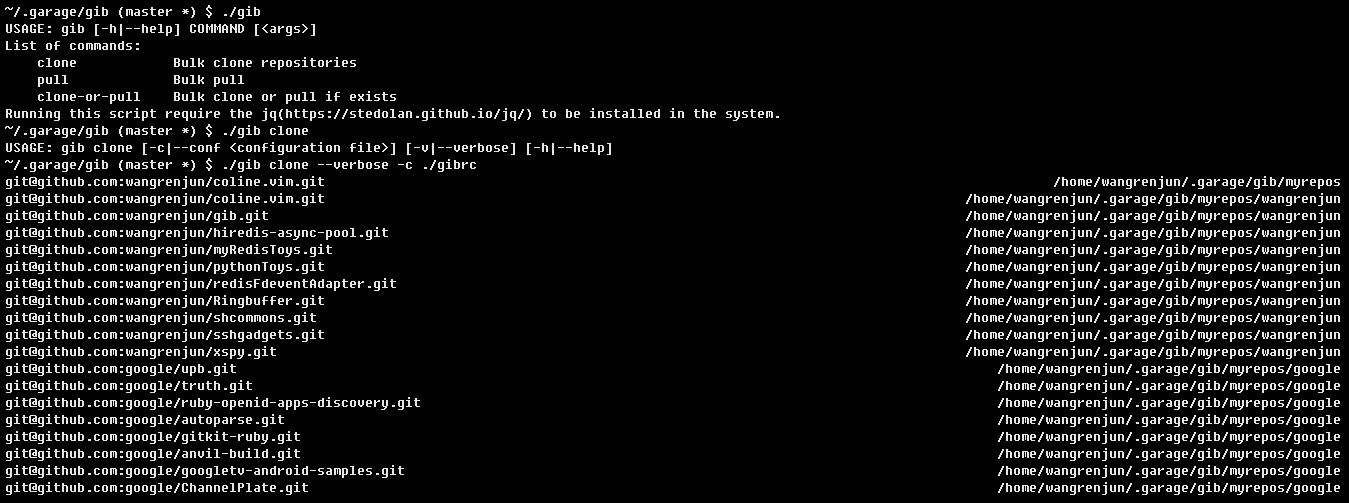 ~/.garage/gib (master *) $ ./gib
USAGE: gib [-h|--help] COMMAND [<args>]
List of commands:
    clone            Bulk clone repositories
    pull             Bulk pull
    clone-or-pull    Bulk clone or pull if exists
Running this script require the jq(https://stedolan.github.io/jq/) to be installed in the system.
~/.garage/gib (master *) $ ./gib clone
USAGE: gib clone [-c|--conf <configuration file>] [-v|--verbose] [-h|--help]
~/.garage/gib (master *) $ ./gib clone --verbose -c ./gibrc
git@github.com:wangrenjun/coline.vim.git /home/wangrenjun/.garage/gib/myrepos
git@github.com:wangrenjun/coline.vim.git /home/wangrenjun/.garage/gib/myrepos/wangrenjun
git@github.com:wangrenjun/gib.git /home/wangrenjun/.garage/gib/myrepos/wangrenjun
git@github.com:wangrenjun/hiredis-async-pool.git /home/wangrenjun/.garage/gib/myrepos/wangrenjun
git@github.com:wangrenjun/myRedisToys.git /home/wangrenjun/.garage/gib/myrepos/wangrenjun
git@github.com:wangrenjun/pythonToys.git /home/wangrenjun/.garage/gib/myrepos/wangrenjun
git@github.com:wangrenjun/redisFdeventAdapter.git /home/wangrenjun/.garage/gib/myrepos/wangrenjun
git@github.com:wangrenjun/Ringbuffer.git /home/wangrenjun/.garage/gib/myrepos/wangrenjun
git@github.com:wangrenjun/shcommons.git /home/wangrenjun/.garage/gib/myrepos/wangrenjun
git@github.com:wangrenjun/sshgadgets.git /home/wangrenjun/.garage/gib/myrepos/wangrenjun
git@github.com:wangrenjun/xspy.git /home/wangrenjun/.garage/gib/myrepos/wangrenjun
git@github.com:google/upb.git /home/wangrenjun/.garage/gib/myrepos/google
git@github.com:google/truth.git /home/wangrenjun/.garage/gib/myrepos/google
git@github.com:google/ruby-openid-apps-discovery.git /home/wangrenjun/.garage/gib/myrepos/google
git@github.com:google/autoparse.git /home/wangrenjun/.garage/gib/myrepos/google
git@github.com:google/gitkit-ruby.git /home/wangrenjun/.garage/gib/myrepos/google
git@github.com:google/anvil-build.git /home/wangrenjun/.garage/gib/myrepos/google
git@github.com:google/googletv-android-samples.git /home/wangrenjun/.garage/gib/myrepos/google
git@github.com:google/ChannelPlate.git /home/wangrenjun/.garage/gib/myrepos/google